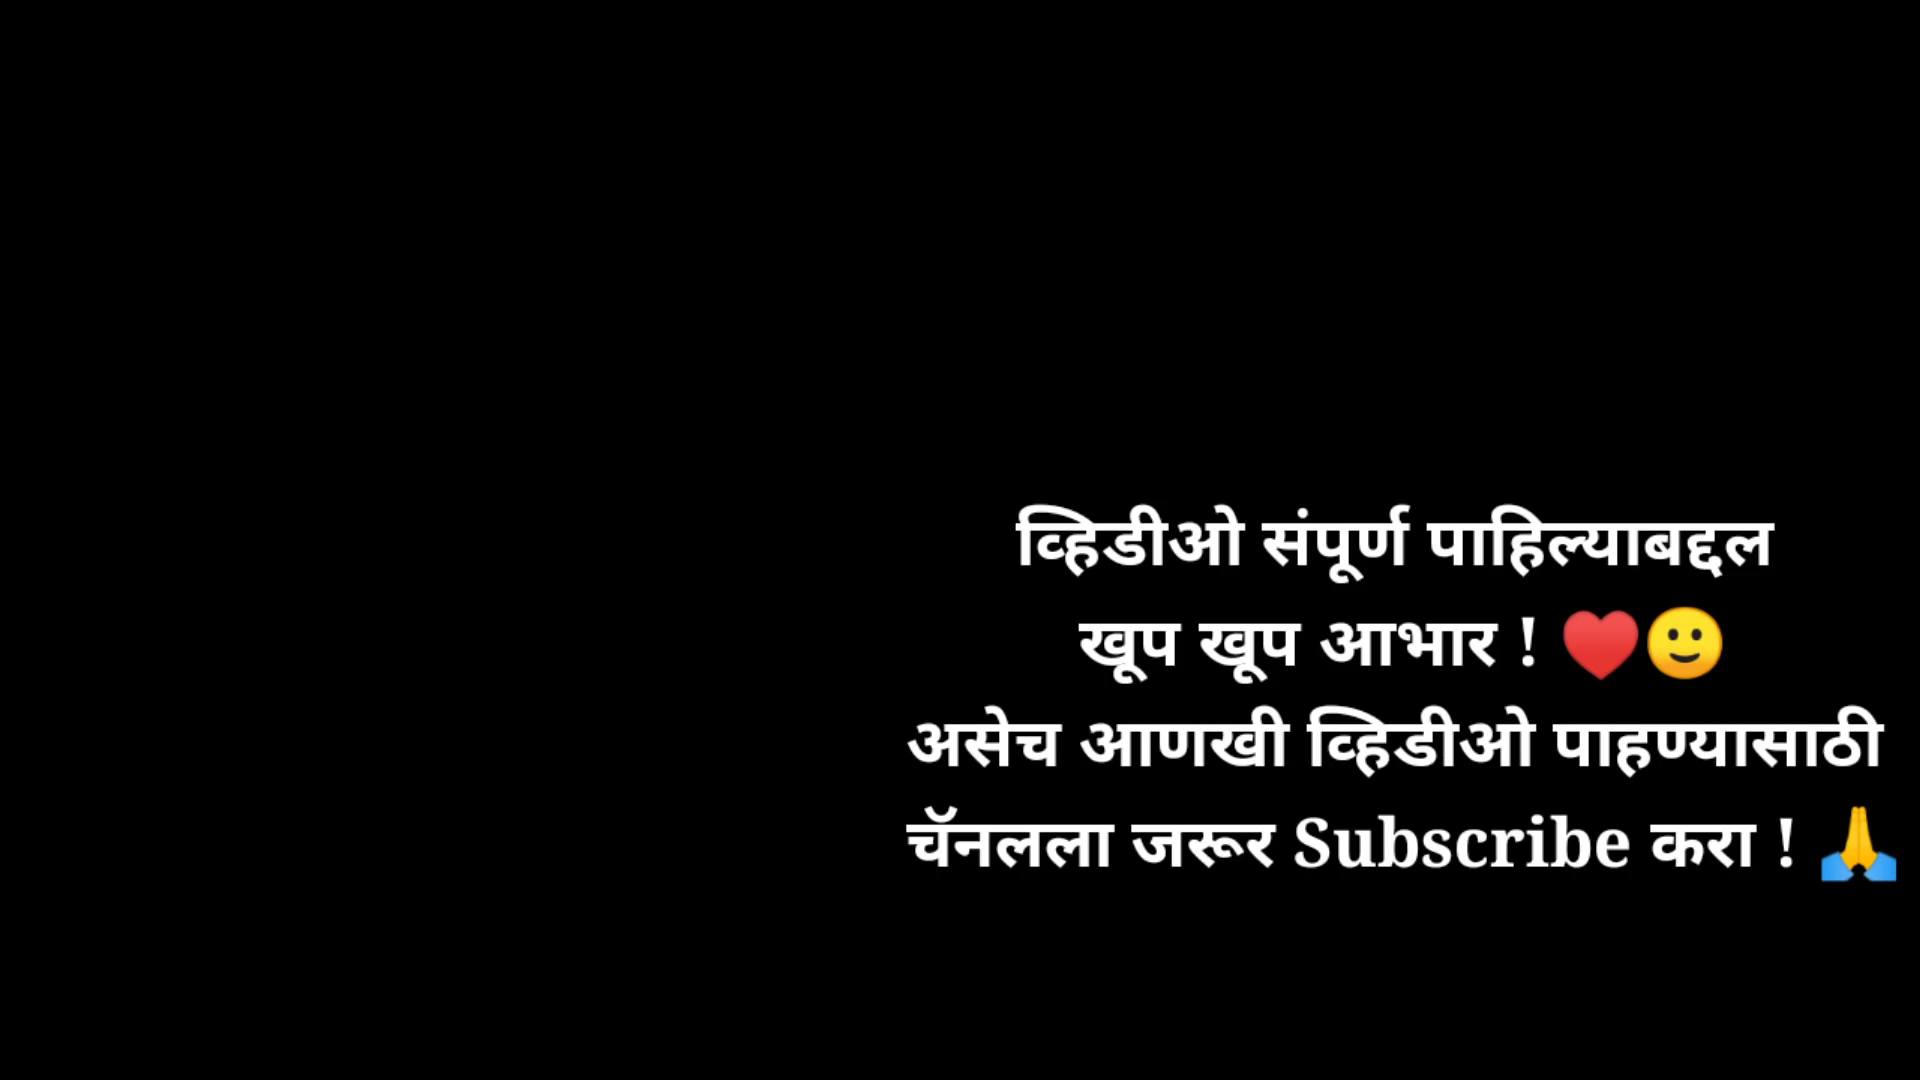 व्हिडीओ संपूर्ण पाहिल्याबद्दल
खूप खूप आभार ! ♥️🙂
असेच आणखी व्हिडीओ पाहण्यासाठी
चॅनलला जरूर Subscribe करा ! 🙏